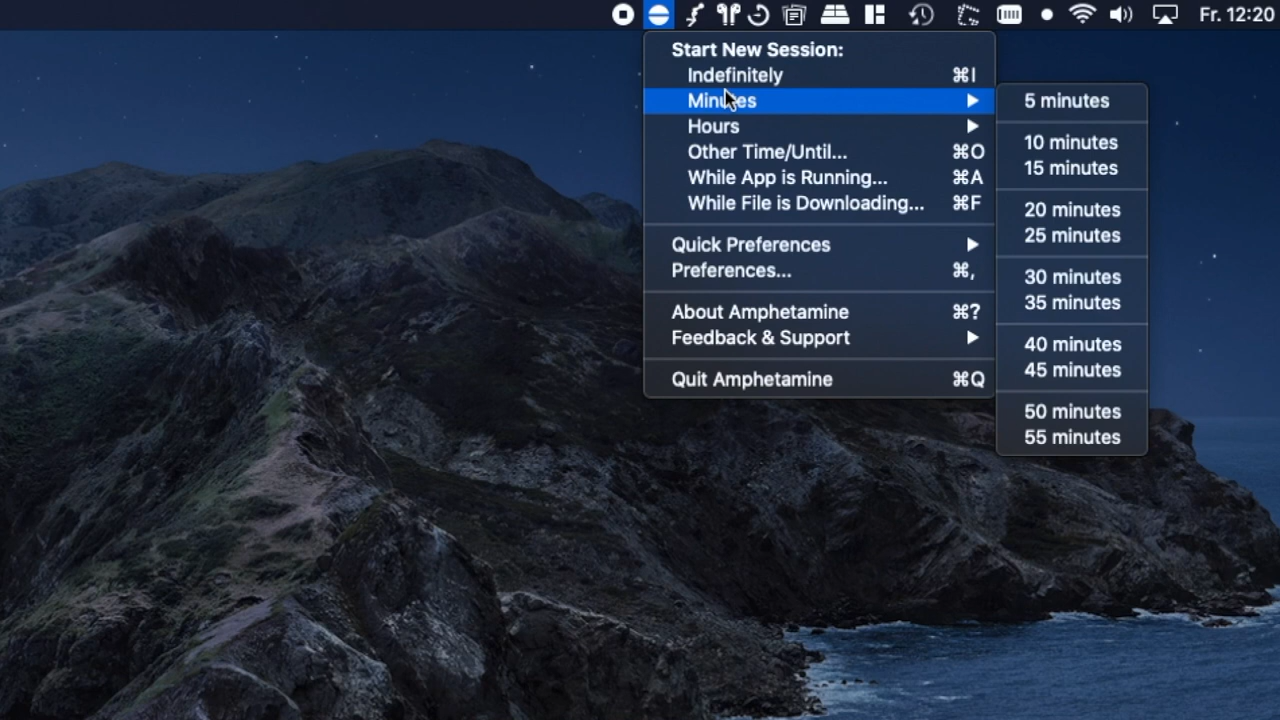 Fr. 12:20
Start New Session:
Indefinitely ⌘I
Minutes
Hours
Other Time/Until... ⌘O
While App is Running... ⌘A
While File is Downloading... ⌘F
Quick Preferences
Preferences... ⌘,
About Amphetamine ⌘?
Feedback & Support
Quit Amphetamine ⌘Q
5 minutes
10 minutes
15 minutes
20 minutes
25 minutes
30 minutes
35 minutes
40 minutes
45 minutes
50 minutes
55 minutes